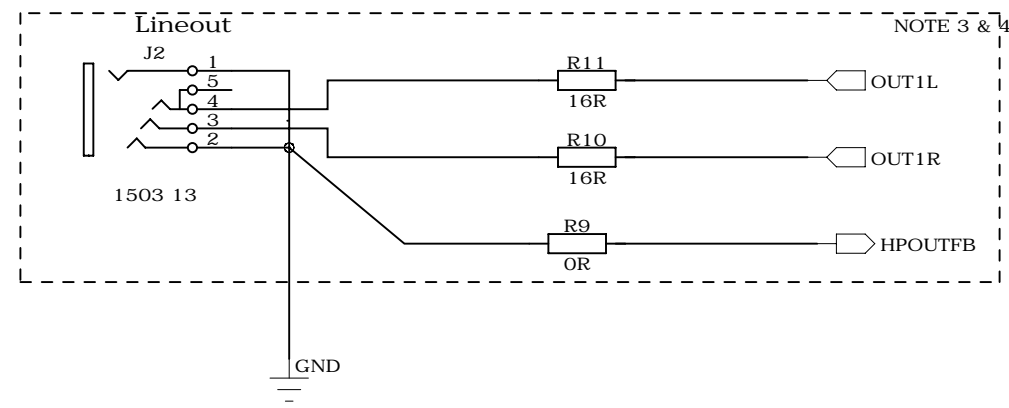 Lineout
NOTE 3 & 4
J2
1
5
4
3
2
1503 13
R11
16R
OUT1L
R10
16R
OUT1R
R9
0R
HPOUTFB
GND